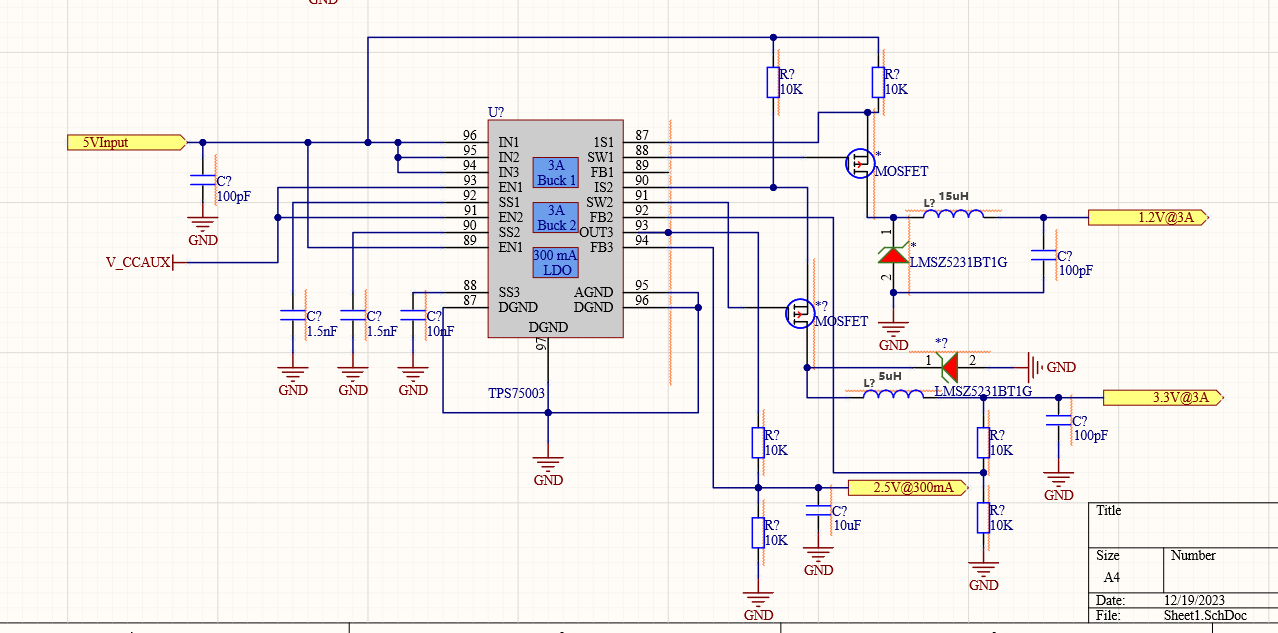 GND
R?
10K
R?
10K
U?
5VInput
96
95
94
93
92
91
90
89
88
87
IN1
IN2
IN3
EN1
SS1
EN2
SS2
EN1
SS3
DGND
3A
Buck 1
3A
Buck 2
300 mA
LDO
1S1
SW1
FB1
IS2
SW2
FB2
OUT3
FB3
AGND
DGND
87
88
89
90
91
92
93
94
95
96
DGND
97
TPS75003
*
MOSFET
C?
100pF
GND
V_CCAUX
L?
15uH
1.2V@3A
1
*
LMSZ5231BT1G
2
C?
100pF
GND
C?
1.5nF
GND
C?
1.5nF
GND
C?
10nF
GND
*?
MOSFET
*?
1
2
GND
LMSZ5231BT1G
L?
5uH
3.3V@3A
C?
100pF
GND
R?
10K
R?
10K
GND
GND
2.5V@300mA
R?
10K
C?
10uF
GND
R?
10K
GND
Title
Size
Number
A4
Date:
12/19/2023
File:
Sheet1.SchDoc